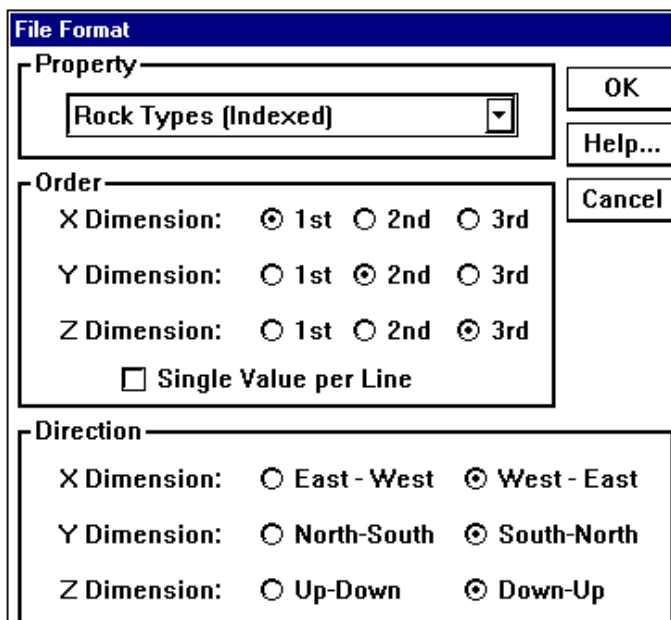 File Format
Property
Rock Types (Indexed)
OK
Help...
Cancel
Order
X Dimension: 1st 2nd 3rd
Y Dimension: 1st 2nd 3rd
Z Dimension: 1st 2nd 3rd
Single Value per Line
Direction
X Dimension: East - West West - East
Y Dimension: North-South South-North
Z Dimension: Up-Down Down-Up